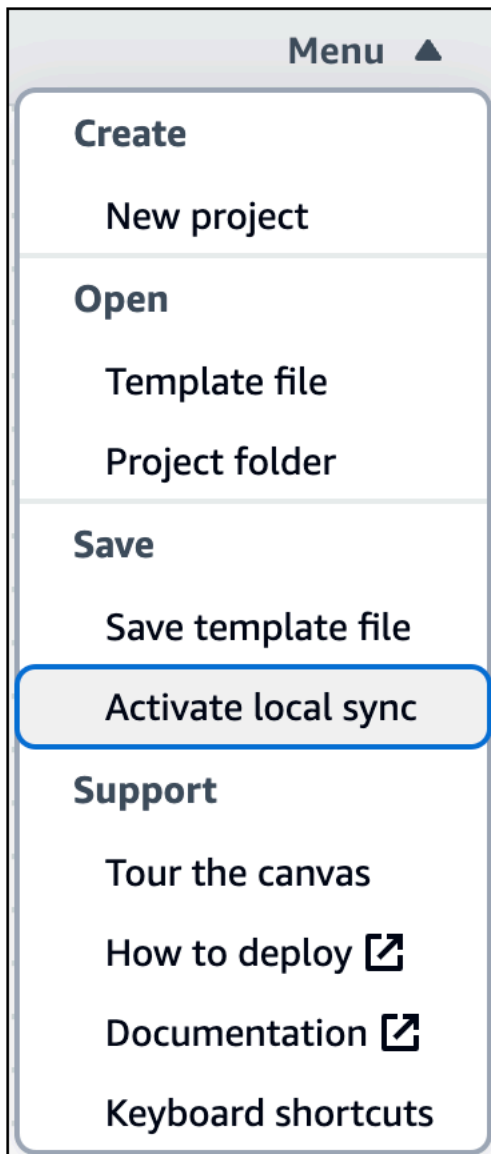 Menu
Create
New project
Open
Template file
Project folder
Save
Save template file
Activate local sync
Support
Tour the canvas
How to deploy
Documentation
Keyboard shortcuts